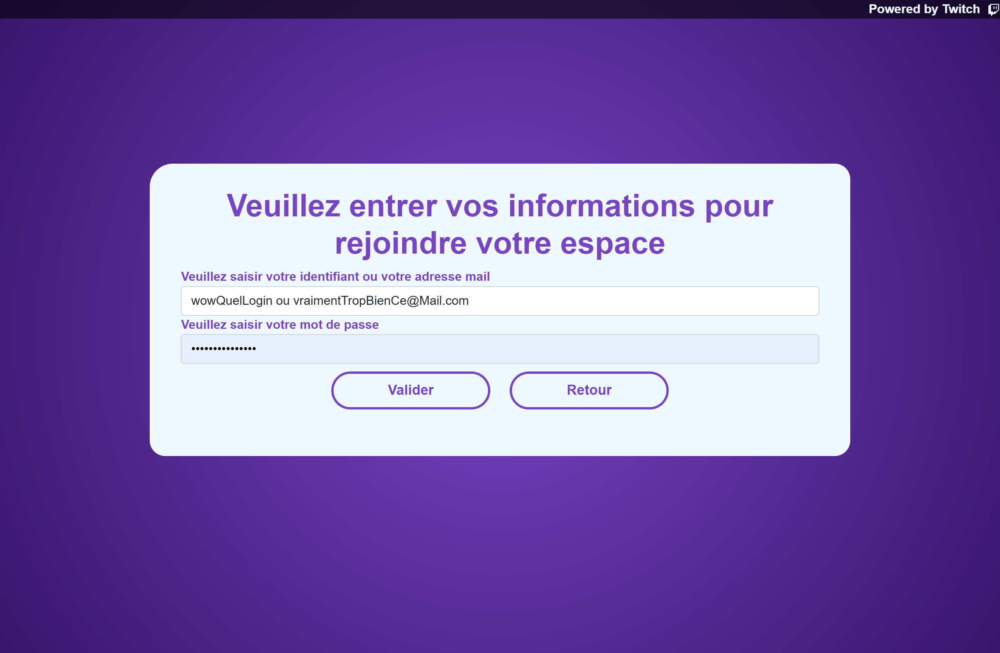 Powered by Twitch
Veuillez entrer vos informations pour
rejoindre votre espace
Veuillez saisir votre identifiant ou votre adresse mail
wowQuelLogin ou vraimentTropBienCe@Mail.com
Veuillez saisir votre mot de passe
•••••••••••••••
Valider
Retour